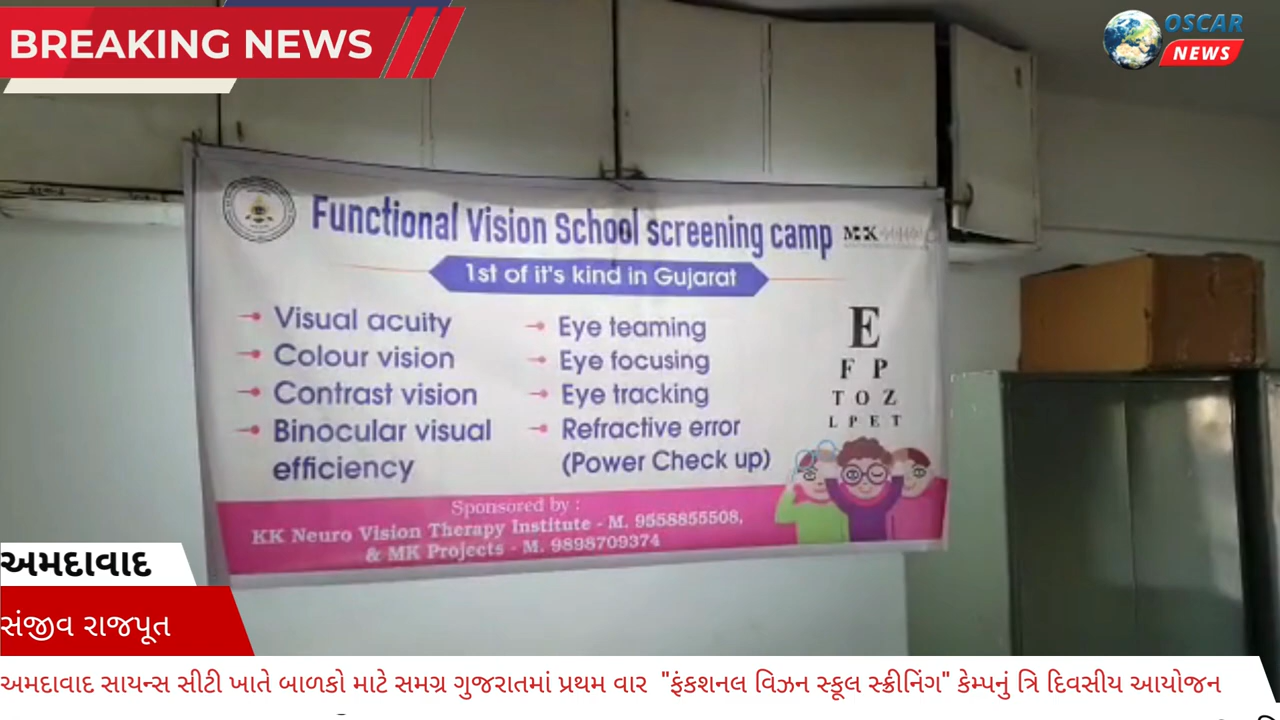 BREAKING NEWS
OSCAR
NEWS
Functional Vision School screening camp
MK
1st of it's kind in Gujarat
Visual acuity
Colour vision
Contrast vision
Binocular visual
efficiency
Eye teaming
Eye focusing
Eye tracking
Refractive error
(Power Check up)
E
F P
T O Z
L P E T
Sponsored by :
KK Neuro Vision Therapy Institute - M. 9558855508,
& MK Projects - M. 9898709374
અમદાવાદ
સંજીવ રાજપૂત
અમદાવાદ સાયન્સ સીટી ખાતે બાળકો માટે સમગ્ર ગુજરાતમાં પ્રથમ વાર "ફંકશનલ વિઝન સ્કૂલ સ્ક્રીનિંગ" કેમ્પનું ત્રિ દિવસીય આયોજન